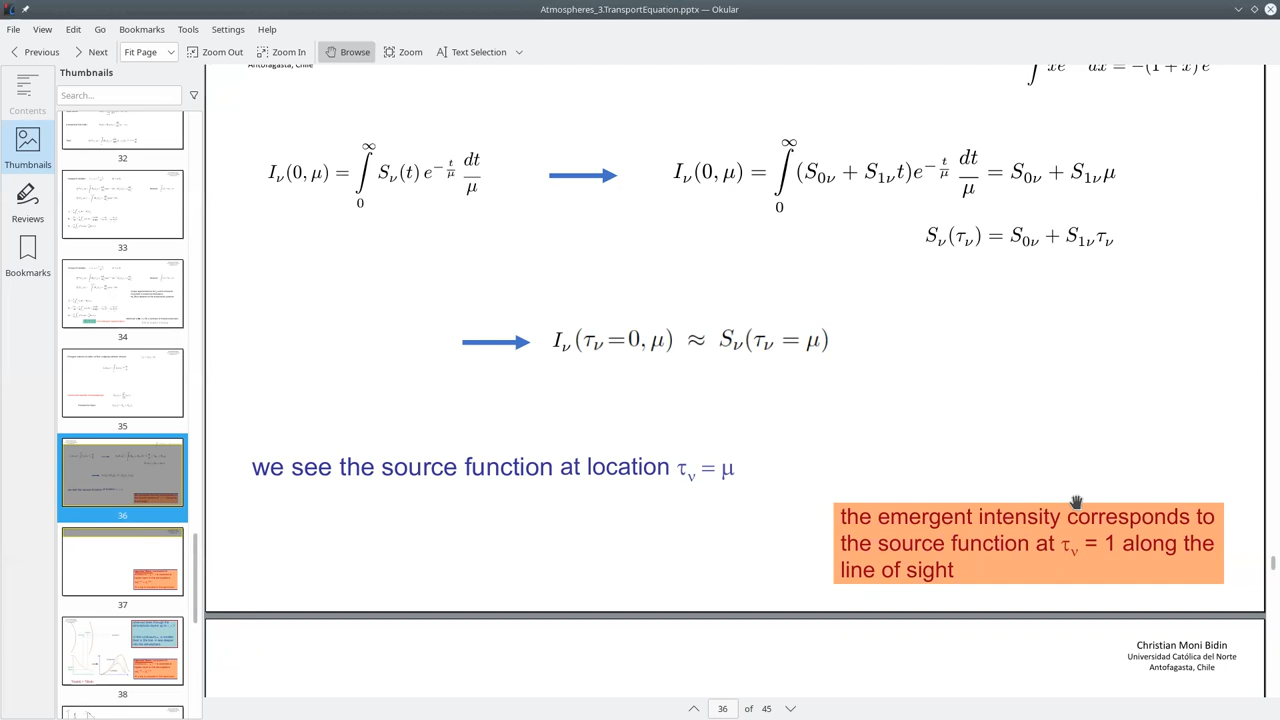 Atmospheres_3.TransportEquation.pptx — Okular
File View Edit Go Bookmarks Tools Settings Help
Previous Next Fit Page Zoom Out Zoom In Browse Zoom Text Selection
Thumbnails
Contents
Search...
Thumbnails
Reviews
Bookmarks
32
33
34
35
36
37
38
Antofagasta, Chile
I_ν(0, μ) = ∫_0^∞ S_ν(t) e^{−t/μ} dt/μ
I_ν(0, μ) = ∫_0^∞ (S_{0ν} + S_{1ν}t)e^{−t/μ} dt/μ = S_{0ν} + S_{1ν}μ
S_ν(τ_ν) = S_{0ν} + S_{1ν}τ_ν
I_ν(τ_ν=0, μ) ≈ S_ν(τ_ν = μ)
we see the source function at location τ_ν = μ
the emergent intensity corresponds to
the source function at τ_ν = 1 along the
line of sight
Christian Moni Bidin
Universidad Católica del Norte
Antofagasta, Chile
36 of 45